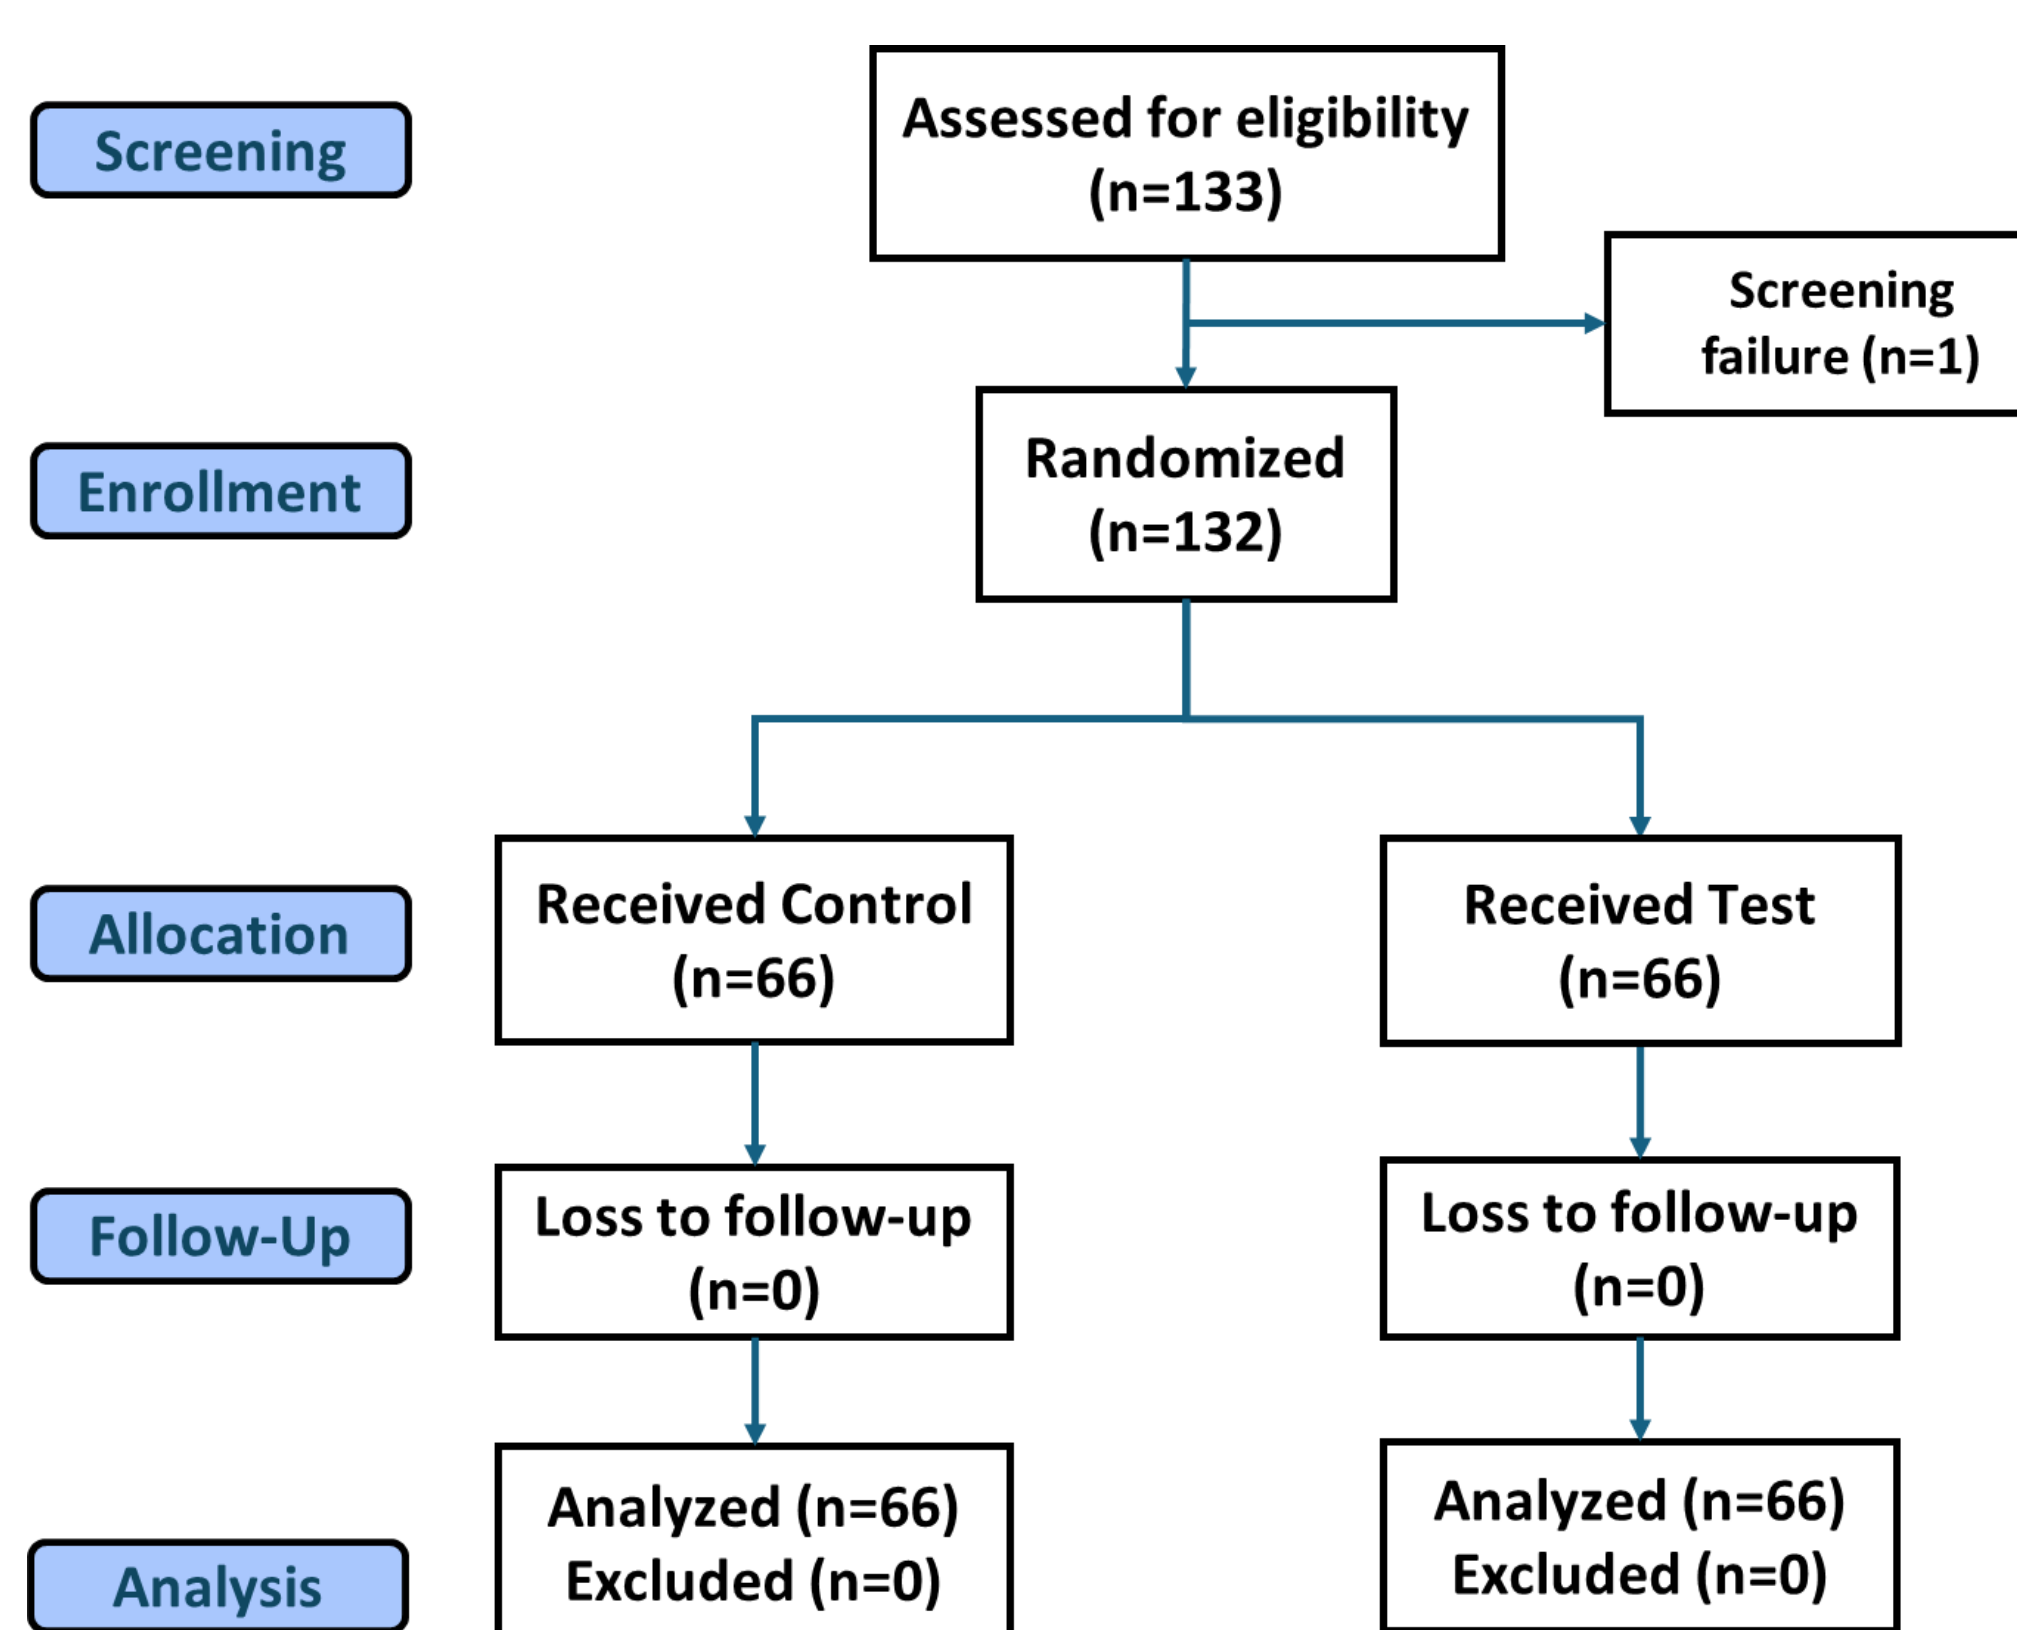 Screening
Assessed for eligibility
(n=133)
Screening
failure (n=1)
Enrollment
Randomized
(n=132)
Allocation
Received Control
(n=66)
Received Test
(n=66)
Follow-Up
Loss to follow-up
(n=0)
Loss to follow-up
(n=0)
Analysis
Analyzed (n=66)
Excluded (n=0)
Analyzed (n=66)
Excluded (n=0)